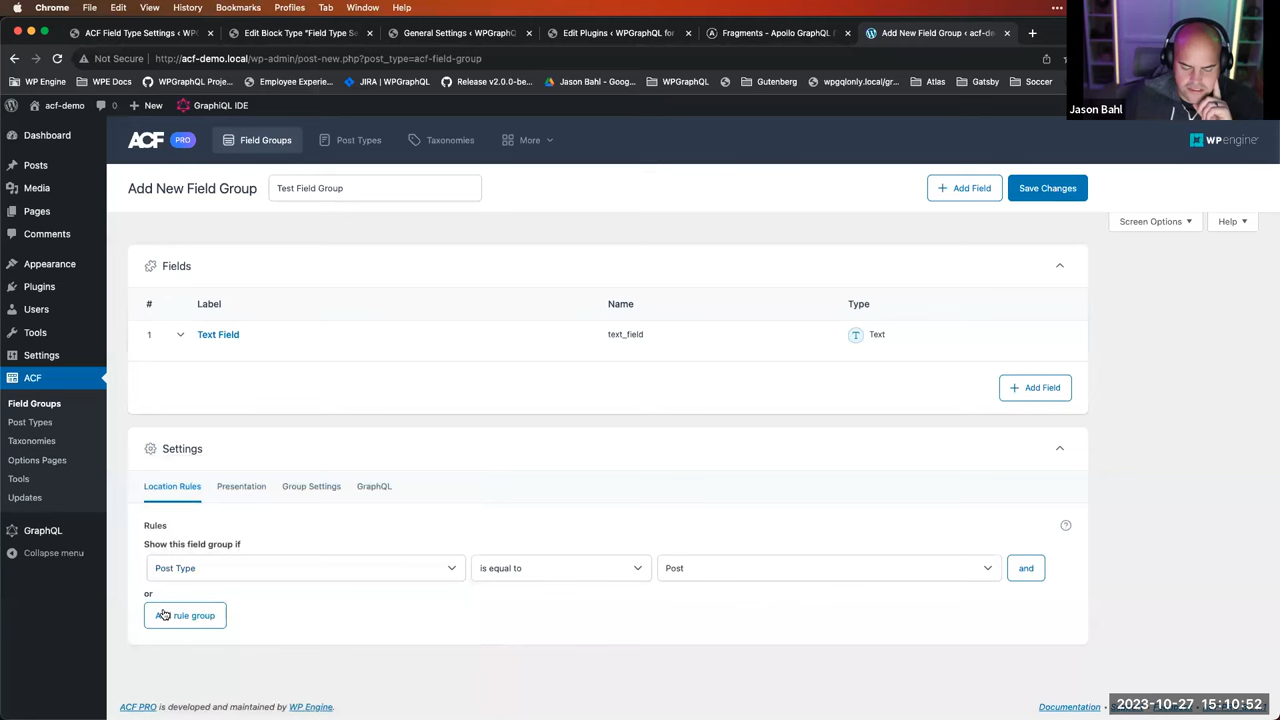 Chrome File Edit View History Bookmarks Profiles Tab Window Help
ACF Field Type Settings < WP
Edit Block Type "Field Type Se
General Settings < WPGraphQL
Edit Plugins < WPGraphQL for
Fragments - Apollo GraphQL
Add New Field Group < acf-de
Not Secure http://acf-demo.local/wp-admin/post-new.php?post_type=acf-field-group
WP Engine WPE Docs WPGraphQL Proje... Employee Experie... JIRA | WPGraphQL Release v2.0.0-be... Jason Bahl - Goog... WPGraphQL Gutenberg wpgqlonly.local/gr... Atlas Gatsby Soccer
Jason Bahl
acf-demo 0 + New GraphiQL IDE
Dashboard
Posts
Media
Pages
Comments
Appearance
Plugins
Users
Tools
Settings
ACF
Field Groups
Post Types
Taxonomies
Options Pages
Tools
Updates
GraphQL
Collapse menu
ACF PRO Field Groups Post Types Taxonomies More WP engine
Add New Field Group Test Field Group + Add Field Save Changes
Screen Options Help
Fields
# Label Name Type
1 Text Field text_field T Text
+ Add Field
Settings
Location Rules Presentation Group Settings GraphQL
Rules ?
Show this field group if
Post Type is equal to Post and
or
rule group
ACF PRO is developed and maintained by WP Engine.
Documentation ·
2023-10-27 15:10:52